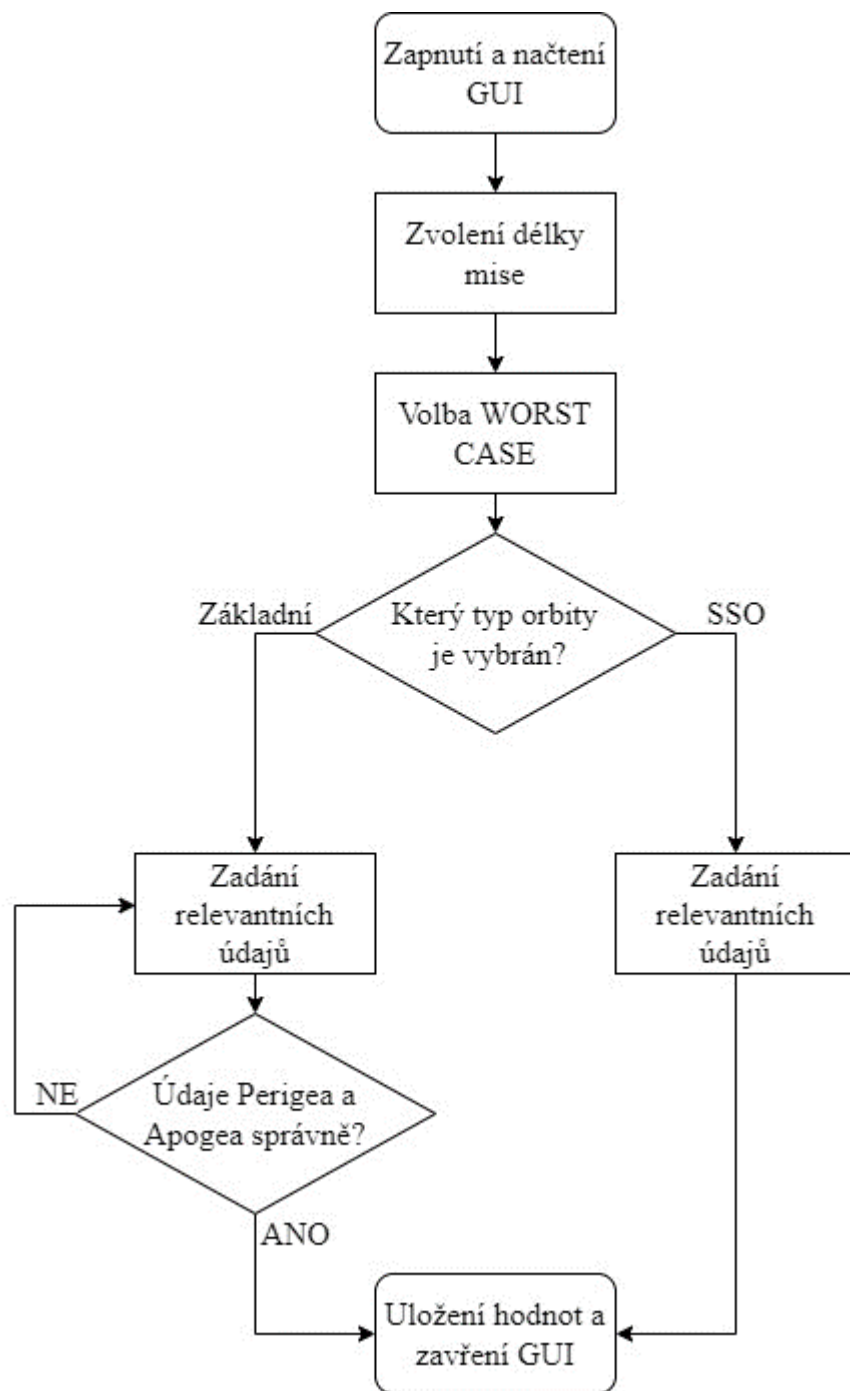 Zapnutí a načtení
GUI
Zvolení délky
mise
Volba WORST
CASE
Základní
Který typ orbity
je vybrán?
SSO
Zadání
relevantních
údajů
Zadání
relevantních
údajů
NE
Údaje Perigea a
Apogea správně?
ANO
Uložení hodnot a
zavření GUI